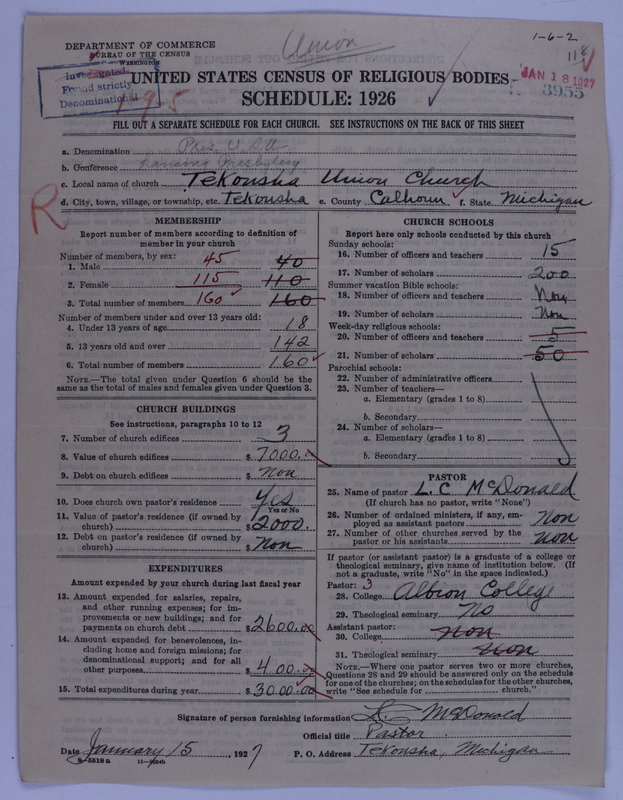 1-6-2
Union
118
DEPARTMENT OF COMMERCE
BUREAU OF THE CENSUS
WASHINGTON
Investigated:
Found strictly
Denominational
195
JAN 18 1927
3955
UNITED STATES CENSUS OF RELIGIOUS BODIES
SCHEDULE: 1926
FILL OUT A SEPARATE SCHEDULE FOR EACH CHURCH. SEE INSTRUCTIONS ON THE BACK OF THIS SHEET
a. Denomination Pres. U.S.A.
b. Conference Lansing Presbytery
c. Local name of church Tekonsha Union Church
d. City, town, village, or township, etc. Tekonsha e. County Calhoun f. State Michigan
R
MEMBERSHIP
Report number of members according to definition of
member in your church
Number of members, by sex:
1. Male 45 40
2. Female 115 110
3. Total number of members 160 160
Number of members under and over 13 years old:
4. Under 13 years of age 18
5. 13 years old and over 142
6. Total number of members 160
NOTE.—The total given under Question 6 should be the
same as the total of males and females given under Question 3.
CHURCH BUILDINGS
See instructions, paragraphs 10 to 12
7. Number of church edifices 3
8. Value of church edifices $ 7000.00
9. Debt on church edifices $ Non
10. Does church own pastor's residence Yes
Yes or No
11. Value of pastor's residence (if owned by
church) $ 2000.
12. Debt on pastor's residence (if owned by
church) $ Non
EXPENDITURES
Amount expended by your church during last fiscal year
13. Amount expended for salaries, repairs,
and other running expenses; for im-
provements or new buildings; and for
payments on church debt $ 2600.00
14. Amount expended for benevolences, in-
cluding home and foreign missions; for
denominational support; and for all
other purposes $ 400.00
15. Total expenditures during year $ 3000.00
CHURCH SCHOOLS
Report here only schools conducted by this church
Sunday schools:
16. Number of officers and teachers 15
17. Number of scholars 200
Summer vacation Bible schools:
18. Number of officers and teachers Non
19. Number of scholars Non
Week-day religious schools:
20. Number of officers and teachers 5
21. Number of scholars 50
Parochial schools:
22. Number of administrative officers
23. Number of teachers—
a. Elementary (grades 1 to 8)
b. Secondary
24. Number of scholars—
a. Elementary (grades 1 to 8)
b. Secondary
PASTOR
25. Name of pastor L. C. McDonald
(If church has no pastor, write "None")
26. Number of ordained ministers, if any, em-
ployed as assistant pastors Non
27. Number of other churches served by the
pastor or his assistants Non
If pastor (or assistant pastor) is a graduate of a college or
theological seminary, give name of institution below. (If
not a graduate, write "No" in the space indicated.)
Pastor: 3
28. College Albion College
29. Theological seminary No
Assistant pastor:
30. College Non
31. Theological seminary Non
NOTE.—Where one pastor serves two or more churches,
Questions 28 and 29 should be answered only on the schedule
for one of the churches; on the schedules for the other churches,
write "See schedule for church."
Signature of person furnishing information L. C. McDonald
Official title Pastor
Date January 15, 1927 P. O. Address Tekonsha, Michigan